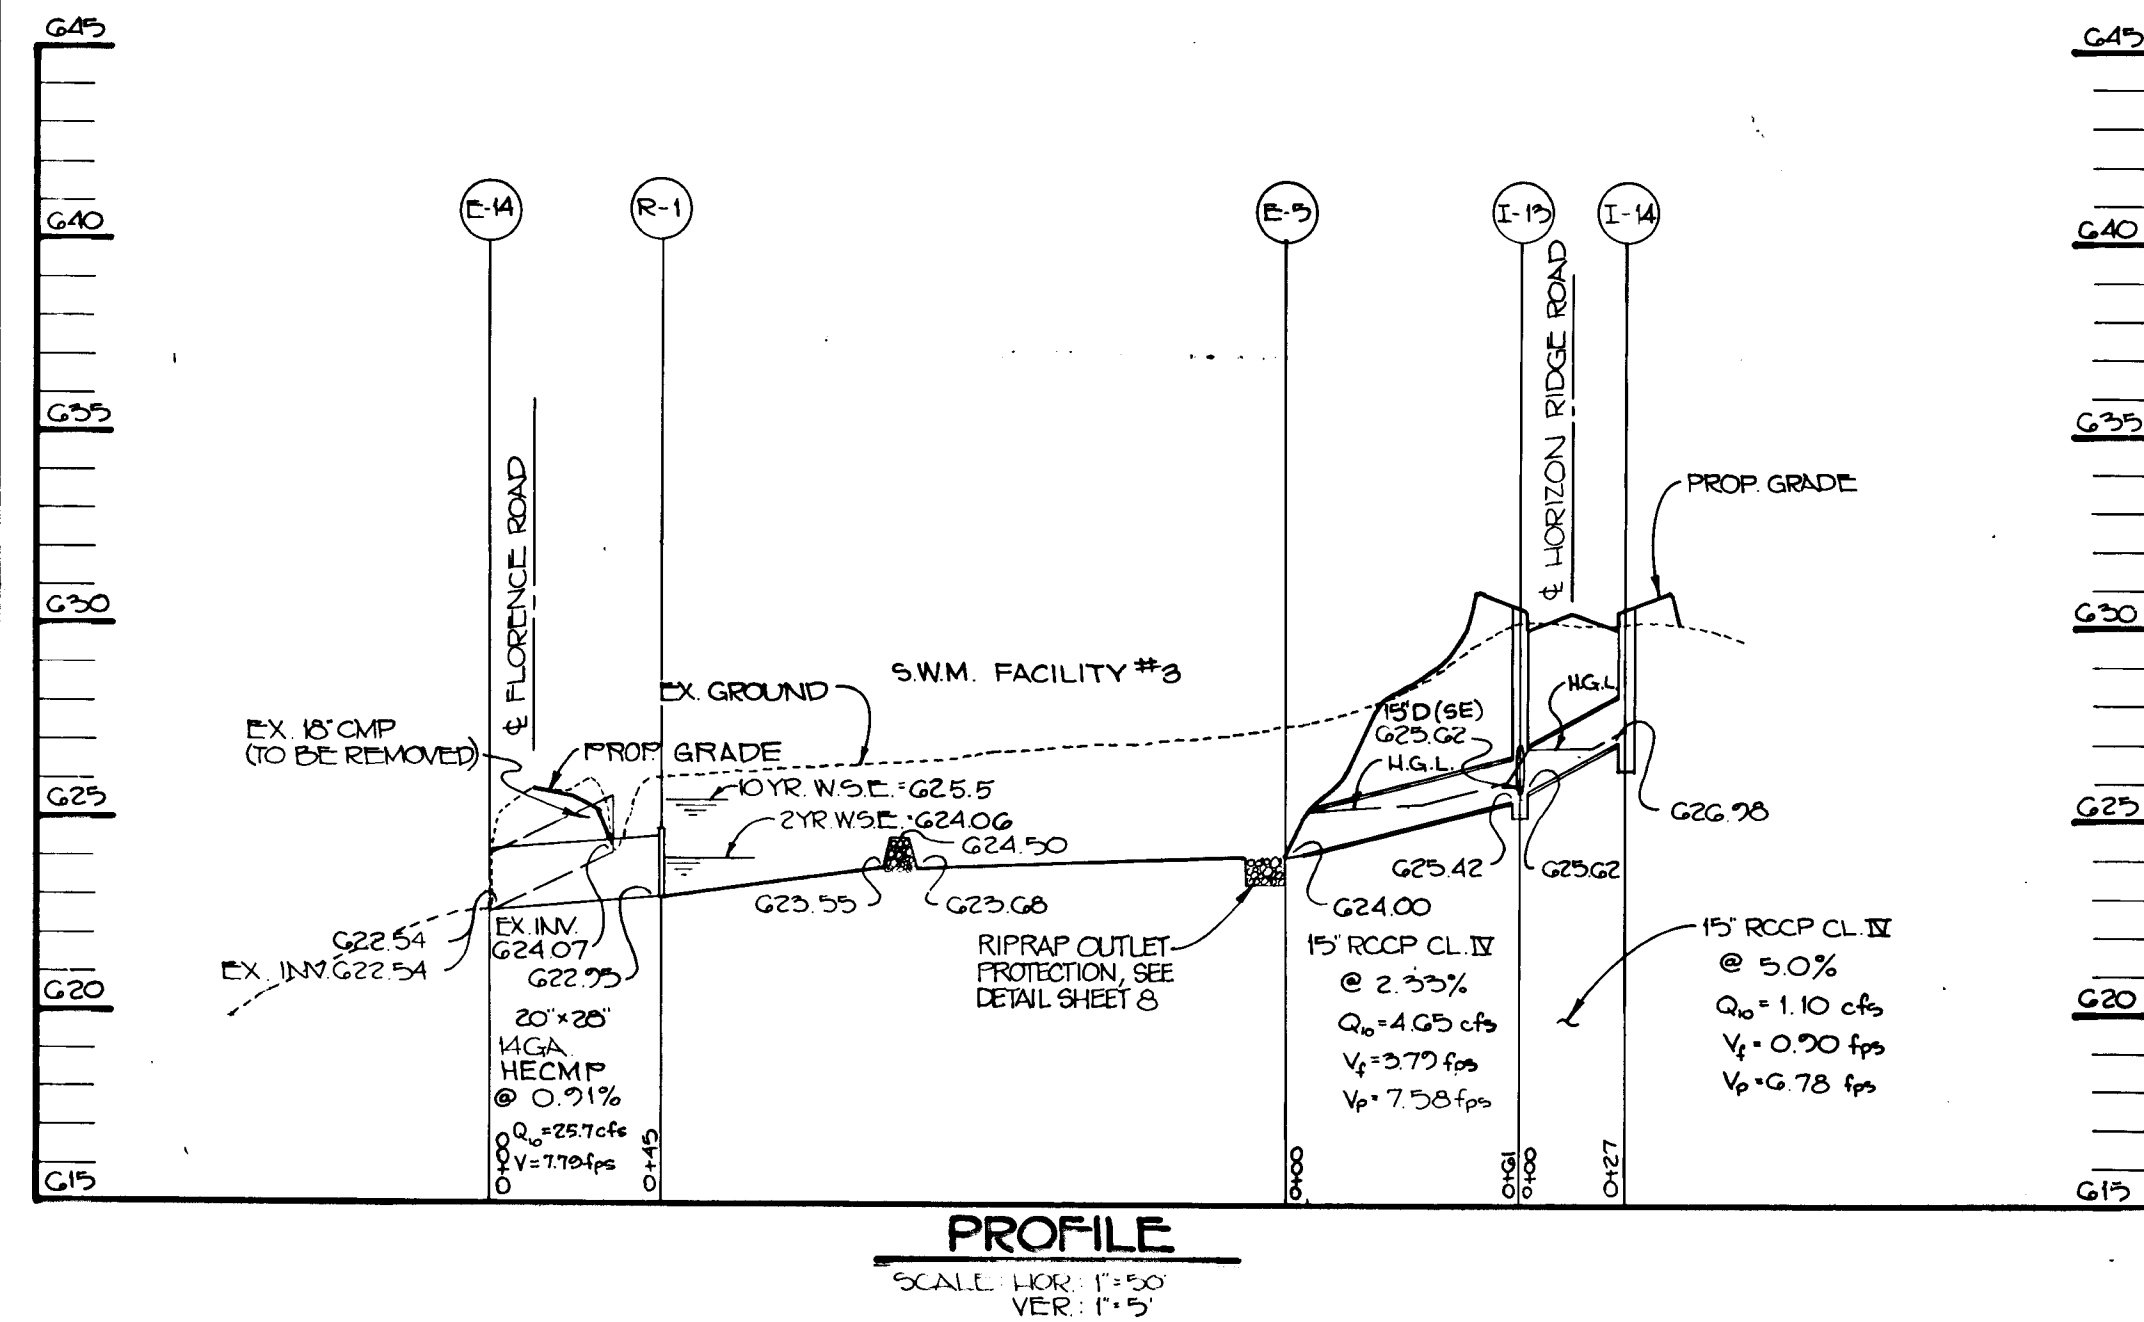 645
645
E-14
R-1
E-5
I-13
I-14
640
640
635
635
630
630
625
625
620
620
615
615
℄ FLORENCE ROAD
℄ HORIZON RIDGE ROAD
PROP. GRADE
S.W.M. FACILITY #3
EX. GROUND
H.G.L.
EX. 18" CMP
(TO BE REMOVED)
PROP. GRADE
15"D (SE)
625.62
H.G.L.
10 YR. W.S.E. = 625.5
2 YR. W.S.E. = 624.06
624.50
626.98
625.42
625.62
623.55
623.68
624.00
622.54
EX. INV. 622.54
EX. INV.
624.07
622.95
RIPRAP OUTLET
PROTECTION, SEE
DETAIL SHEET 8
15" RCCP CL. IV
@ 2.33%
Q10 = 4.65 cfs
Vf = 3.79 fps
Vp = 7.58 fps
15" RCCP CL. IV
@ 5.0%
Q10 = 1.10 cfs
Vf = 0.90 fps
Vp = 6.78 fps
20" x 28"
14GA.
HECMP
@ 0.91%
Q10 = 25.7 cfs
V = 7.79 fps
0+00
0+45
0+00
0+61
0+00
0+27
PROFILE
SCALE: HOR.: 1" = 50'
VER.: 1" = 5'